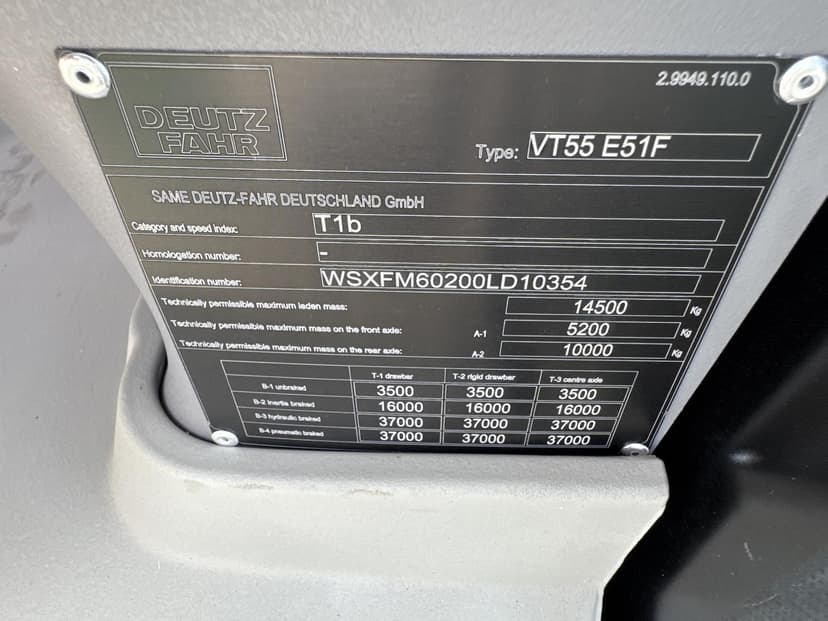 2.9949.110.0
DEUTZ
FAHR
Type: VT55 E51F
SAME DEUTZ-FAHR DEUTSCHLAND GmbH
Category and speed index: T1b
Homologation number: -
Identification number: WSXFM60200LD10354
Technically permissible maximum laden mass: 14500 Kg
Technically permissible maximum mass on the front axle: A-1 5200 Kg
Technically permissible maximum mass on the rear axle: A-2 10000 Kg
T-1 drawbar T-2 rigid drawbar T-3 centre axle
B-1 unbraked 3500 3500 3500
B-2 inertia braked 16000 16000 16000
B-3 hydraulic braked 37000 37000 37000
B-4 pneumatic braked 37000 37000 37000